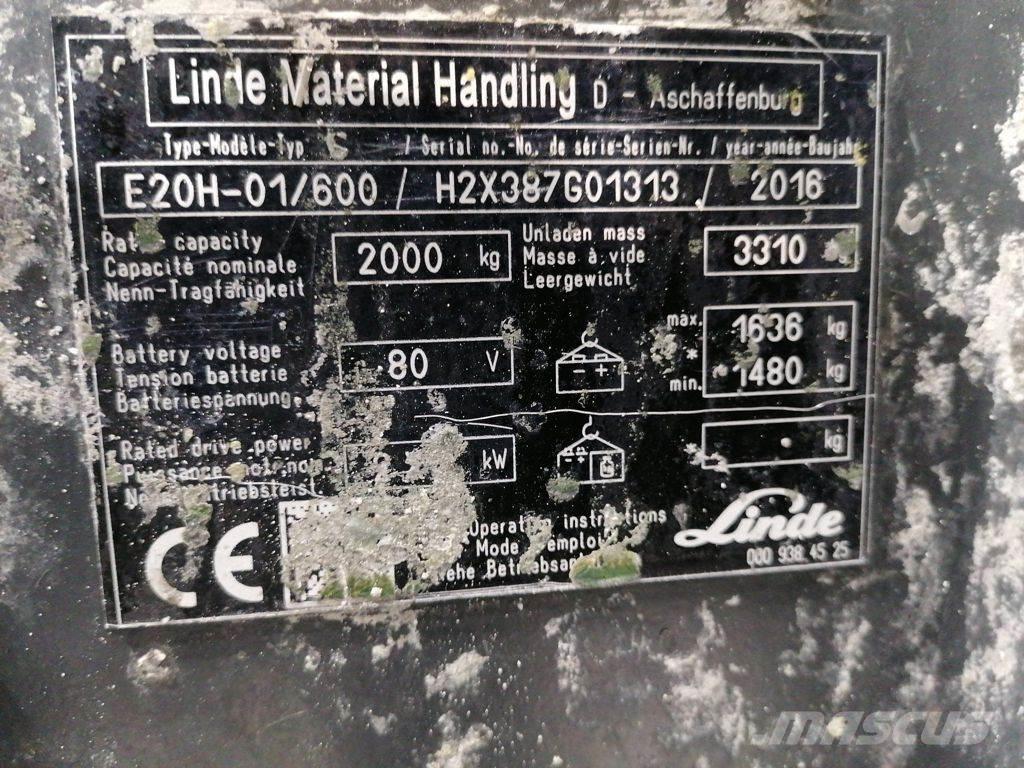 Linde Material Handling D - Aschaffenburg
Type-Modèle-Typ / Serial no.-No. de série-Serien-Nr. / year-année-Baujahr
E20H-01/600 / H2X387G01313 / 2016
capacity 2000 kg Unladen mass 3310 kg
Capacité nominale Masse à vide
Nenn-Tragfähigkeit Leergewicht
max. 1636 kg
Battery voltage 80 V *
Tension batterie min. 1480 kg
Batteriespannung
- +
Rated drive power kW kg
Puissance
Operation instructions Linde
Mode d'emploi 000 938 45 25
CE
MASCUS